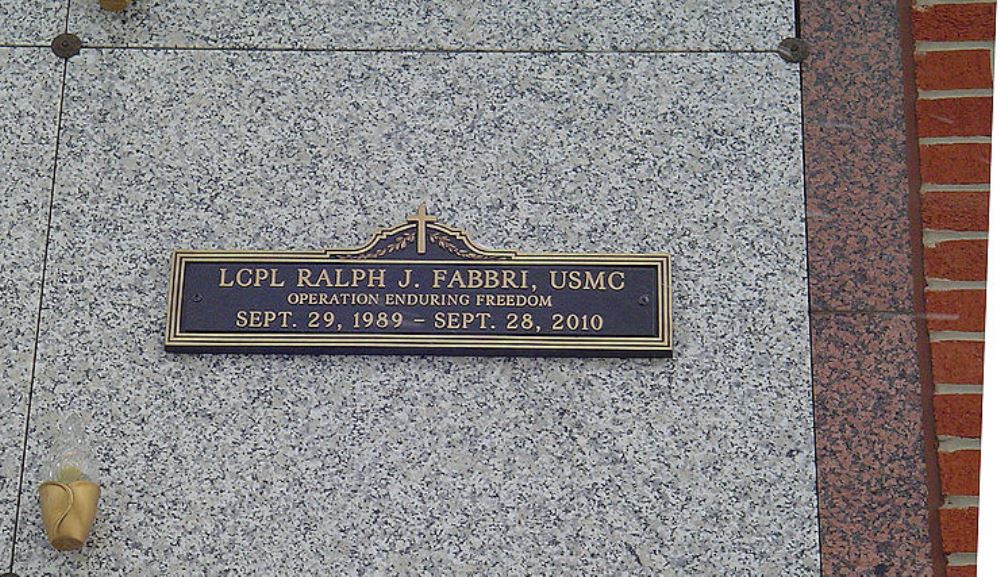 LCPL RALPH J. FABBRI, USMC
OPERATION ENDURING FREEDOM
SEPT. 29, 1989 – SEPT. 28, 2010